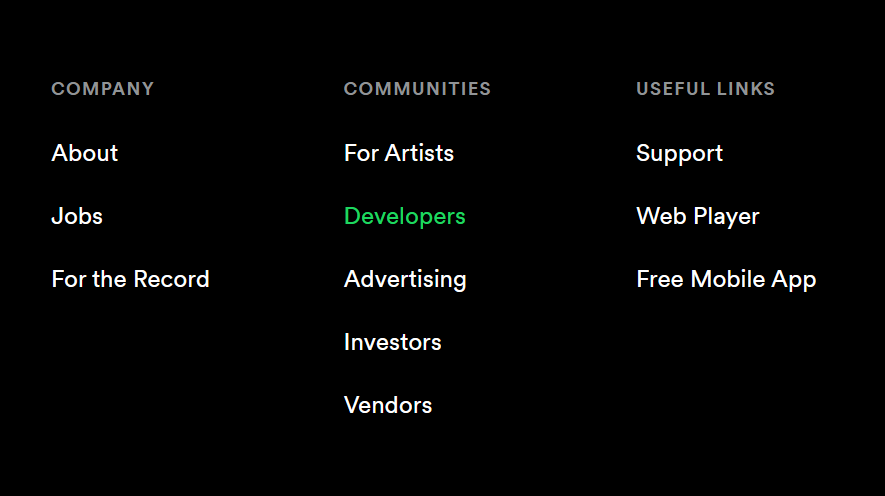 COMPANY
About
Jobs
For the Record
COMMUNITIES
For Artists
Developers
Advertising
Investors
Vendors
USEFUL LINKS
Support
Web Player
Free Mobile App